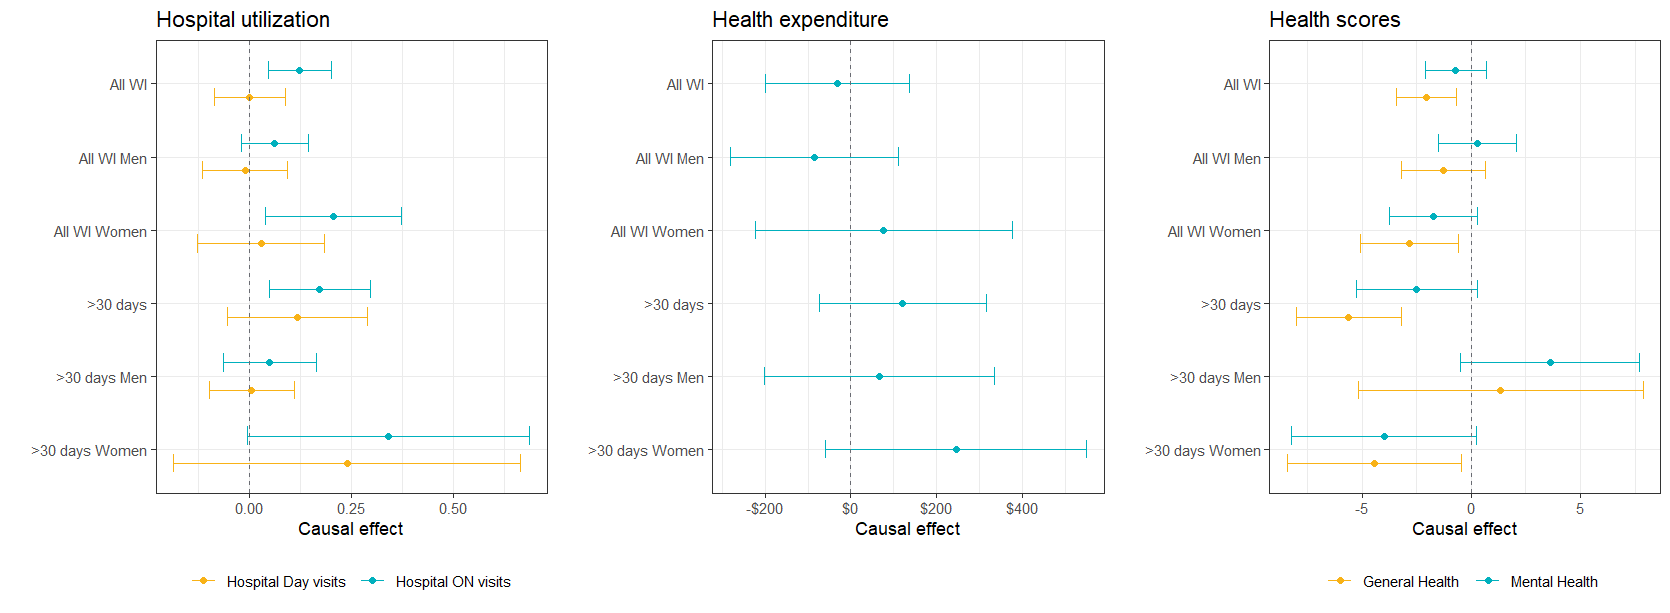 Hospital utilization
All WI
All WI Men
All WI Women
>30 days
>30 days Men
>30 days Women
0.00 0.25 0.50
Causal effect
Hospital Day visits Hospital ON visits
Health expenditure
All WI
All WI Men
All WI Women
>30 days
>30 days Men
>30 days Women
-$200 $0 $200 $400
Causal effect
Health scores
All WI
All WI Men
All WI Women
>30 days
>30 days Men
>30 days Women
-5 0 5
Causal effect
General Health Mental Health